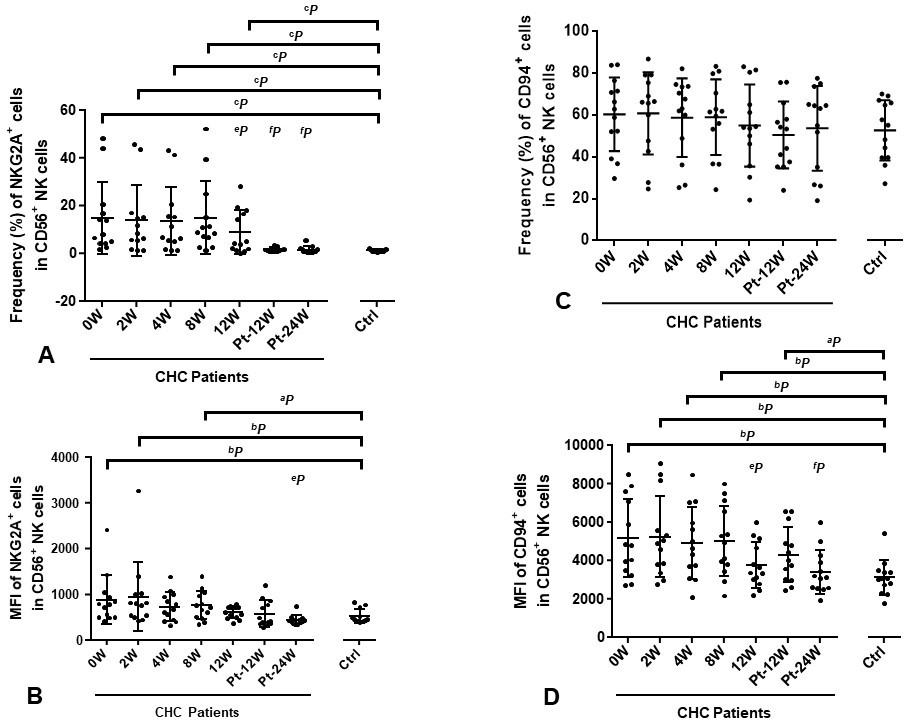 cP
cP
cP
cP
cP
eP fP fP
Frequency (%) of NKG2A+ cells
in CD56+ NK cells
60
40
20
0
-20
0W 2W 4W 8W 12W Pt-12W Pt-24W Ctrl
CHC Patients
A
aP
bP
bP
eP
MFI of NKG2A+ cells
in CD56+ NK cells
4000
3000
2000
1000
0
0W 2W 4W 8W 12W Pt-12W Pt-24W Ctrl
CHC Patients
B
Frequency (%) of CD94+ cells
in CD56+ NK cells
100
80
60
40
20
0
0W 2W 4W 8W 12W Pt-12W Pt-24W Ctrl
CHC Patients
C
aP
bP
bP
bP
bP
eP fP
MFI of CD94+ cells
in CD56+ NK cells
10000
8000
6000
4000
2000
0
0W 2W 4W 8W 12W Pt-12W Pt-24W Ctrl
CHC Patients
D